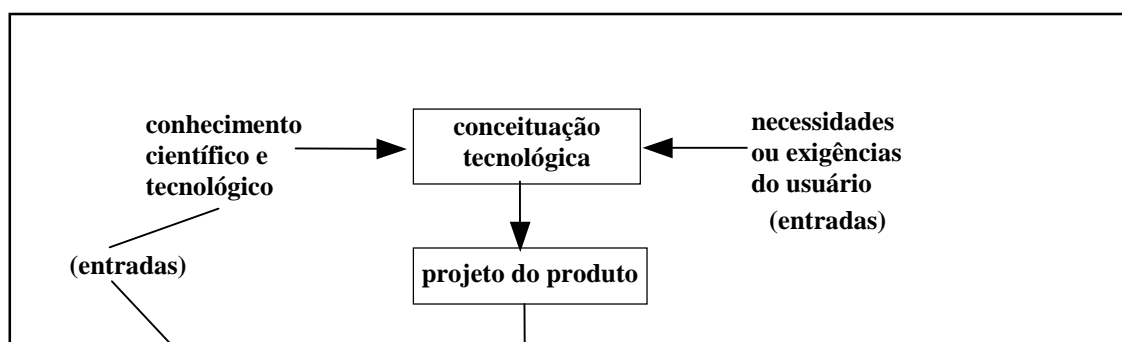 conhecimento
científico e
tecnológico
conceituação
tecnológica
necessidades
ou exigências
do usuário
(entradas)
(entradas)
projeto do produto